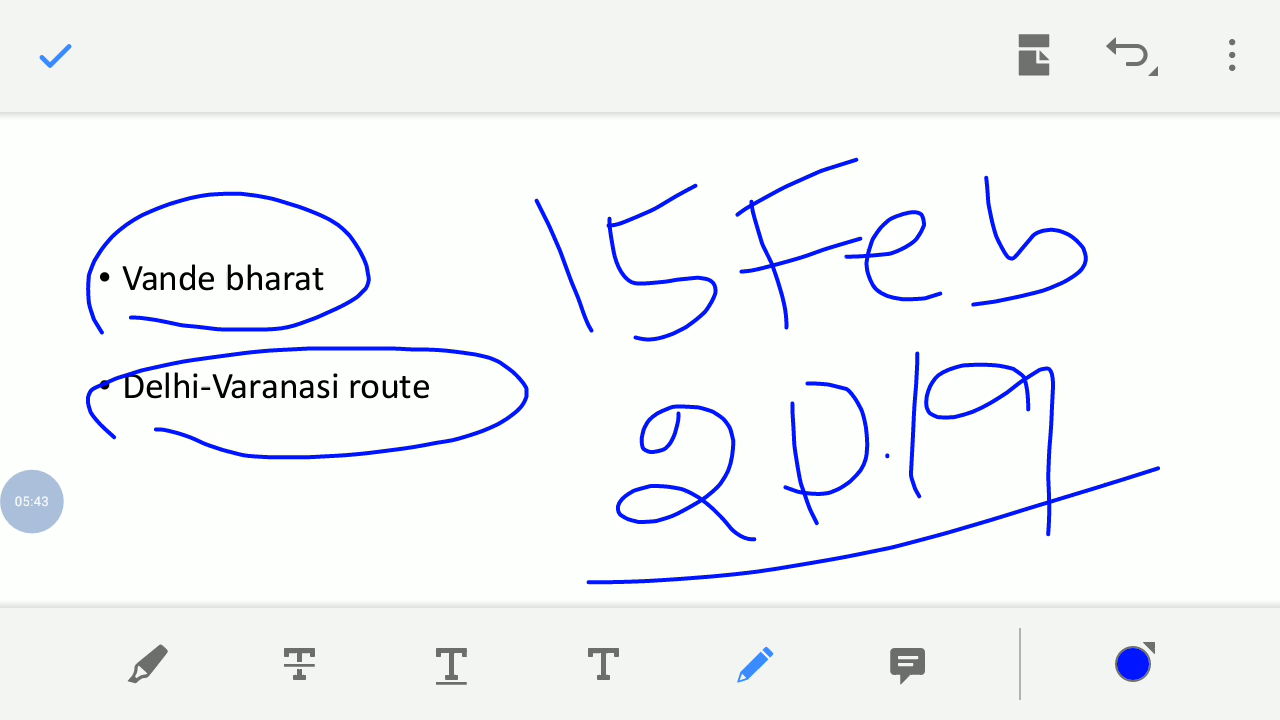 • Vande bharat
• Delhi-Varanasi route
15 Feb
2019
05:43
T
T
T